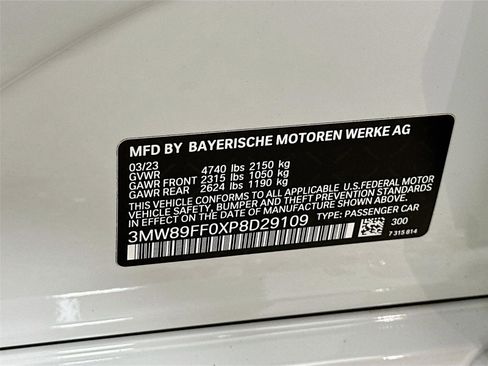 MFD BY BAYERISCHE MOTOREN WERKE AG
03/23
GVWR 4740 lbs 2150 kg
GAWR FRONT 2315 lbs 1050 kg
GAWR REAR 2624 lbs 1190 kg
THIS VEHICLE CONFORMS TO ALL APPLICABLE U.S.FEDERAL MOTOR
VEHICLE SAFETY, BUMPER AND THEFT PREVENTION STANDARDS
IN EFFECT ON THE DATE OF MANUFACTURE SHOWN ABOVE.
3MW89FF0XP8D29109 TYPE: PASSENGER CAR
300
7 315 814